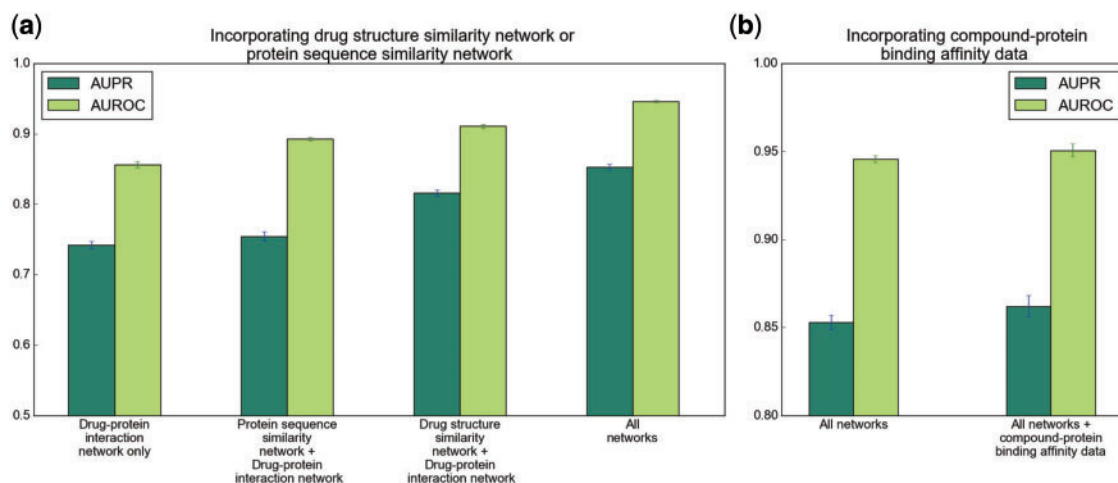 (a)
Incorporating drug structure similarity network or
protein sequence similarity network
AUPR
AUROC
1.0
0.9
0.8
0.7
0.6
0.5
Drug-protein
interaction
network only
Protein sequence
similarity
network +
Drug-protein
interaction network
Drug structure
similarity
network +
Drug-protein
interaction network
All
networks
(b)
Incorporating compound-protein
binding affinity data
AUPR
AUROC
1.00
0.95
0.90
0.85
0.80
All networks
All networks +
compound-protein
binding affinity data